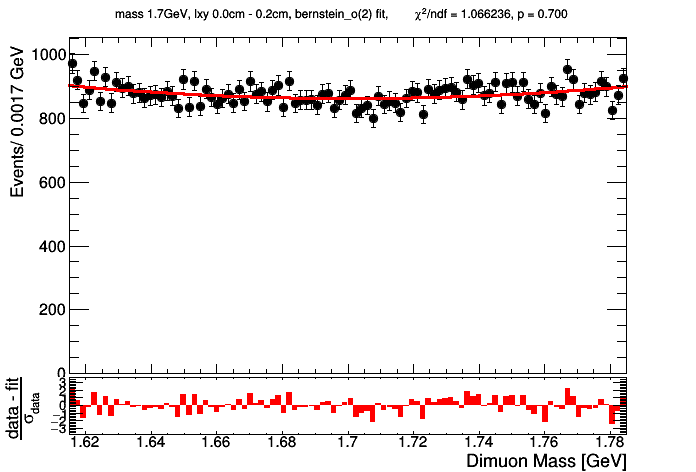 mass 1.7GeV, lxy 0.0cm - 0.2cm, bernstein_o(2) fit, χ²/ndf = 1.066236, p = 0.700
Events/ 0.0017 GeV
1000
800
600
400
200
0
data - fit
σdata
3
2
1
0
−1
−2
−3
1.62 1.64 1.66 1.68 1.7 1.72 1.74 1.76 1.78
Dimuon Mass [GeV]